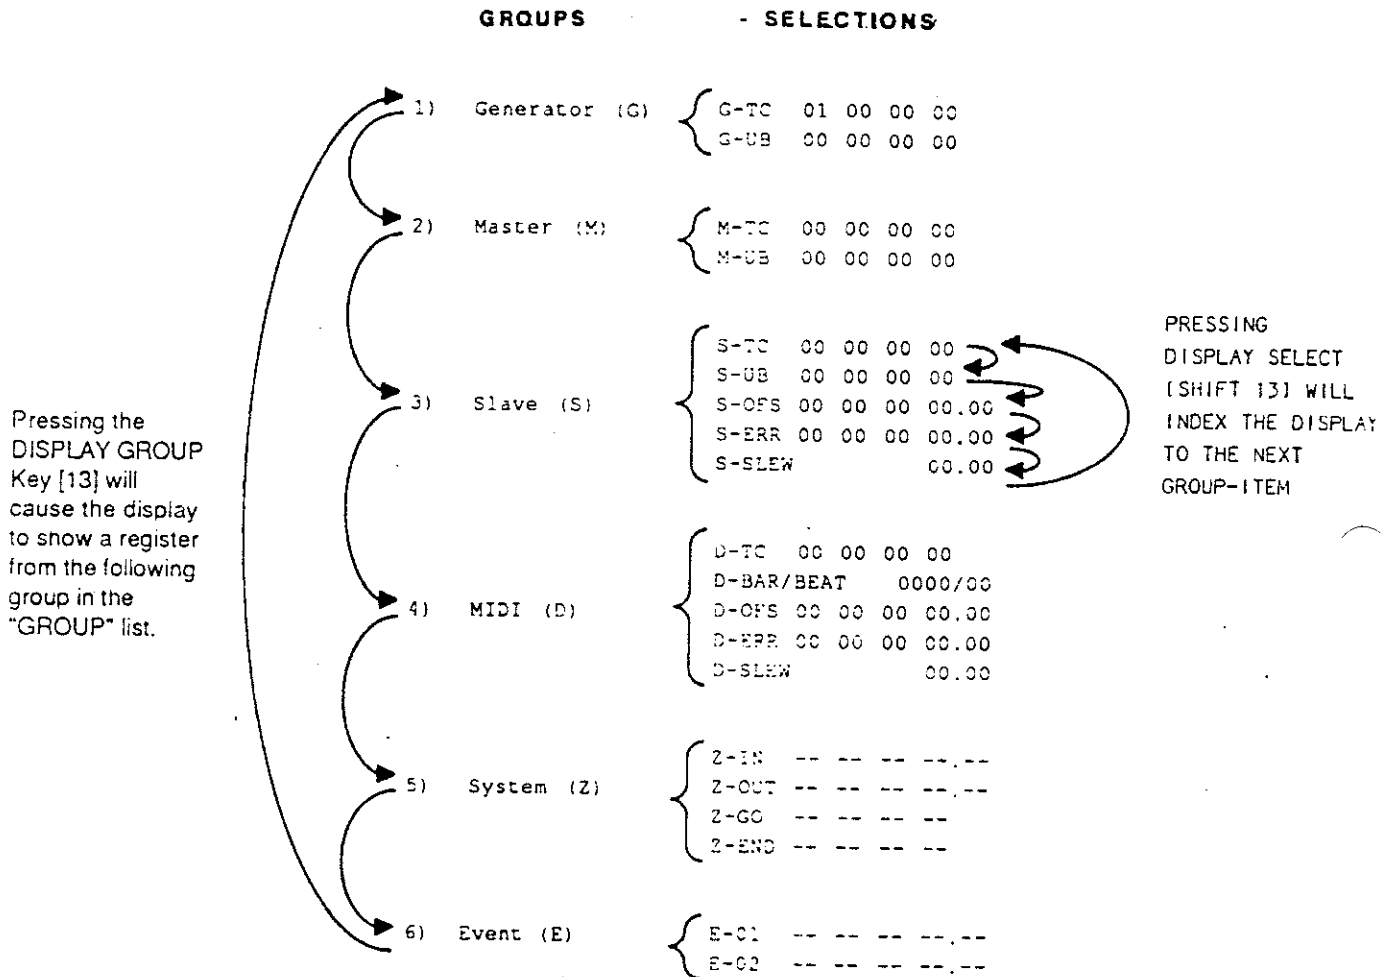 GROUPS - SELECTIONS
1) Generator (G)
G-TC 01 00 00 00
G-UB 00 00 00 00
2) Master (M)
M-TC 00 00 00 00
M-UB 00 00 00 00
3) Slave (S)
S-TC 00 00 00 00
S-UB 00 00 00 00
S-OFS 00 00 00 00.00
S-ERR 00 00 00 00.00
S-SLEW 00.00
PRESSING
DISPLAY SELECT
[SHIFT 13] WILL
INDEX THE DISPLAY
TO THE NEXT
GROUP-ITEM
Pressing the
DISPLAY GROUP
Key [13] will
cause the display
to show a register
from the following
group in the
"GROUP" list.
4) MIDI (D)
D-TC 00 00 00 00
D-BAR/BEAT 0000/00
D-OFS 00 00 00 00.00
D-ERR 00 00 00 00.00
D-SLEW 00.00
5) System (Z)
Z-IN -- -- -- --.--
Z-OUT -- -- -- --.--
Z-GO -- -- -- --
Z-END -- -- -- --
6) Event (E)
E-01 -- -- -- --.--
E-02 -- -- -- --.--